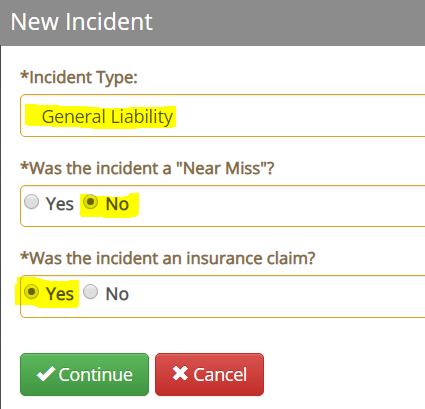 New Incident
*Incident Type:
General Liability
*Was the incident a "Near Miss"?
Yes No
*Was the incident an insurance claim?
Yes No
Continue Cancel